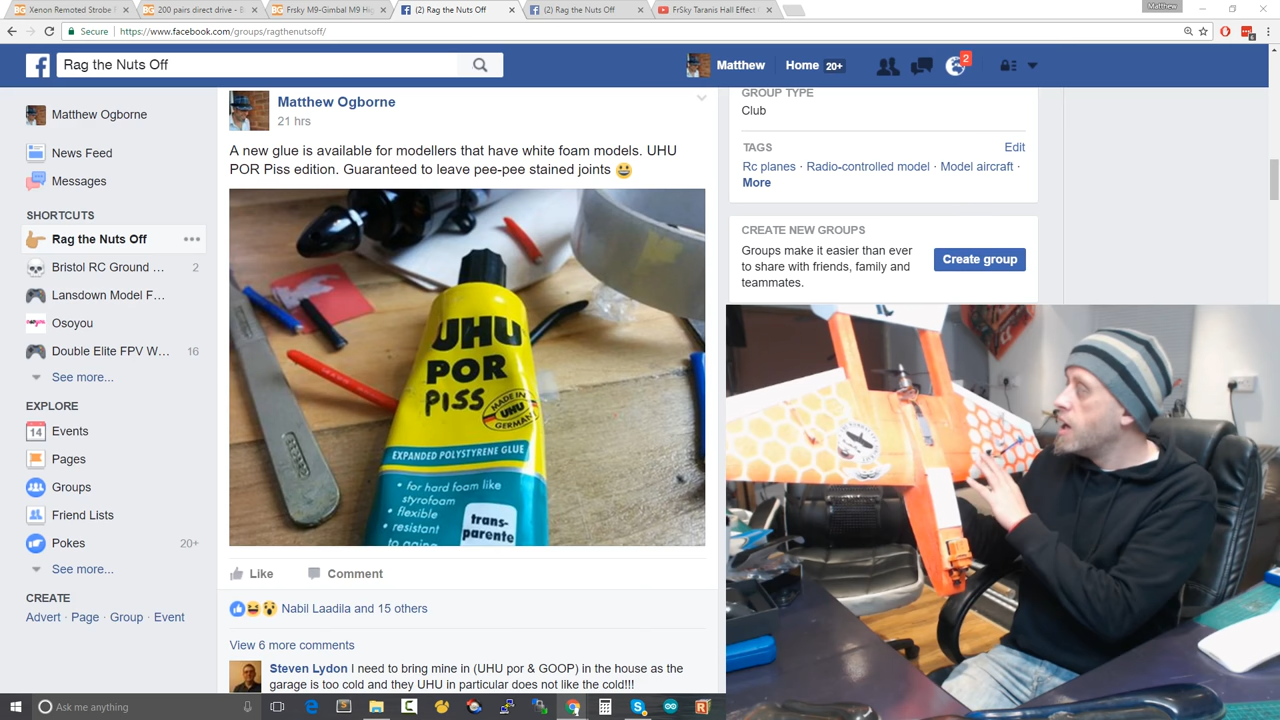 Xenon Remoted Strobe
200 pairs direct drive -
Frsky M9-Gimbal M9 Hig
(2) Rag the Nuts Off
(2) Rag the Nuts Off
FrSky Taranis Hall Effect
Matthew
Secure https://www.facebook.com/groups/ragthenutsoff/
Rag the Nuts Off
Matthew
Home 20+
2
Matthew Ogborne
News Feed
Messages
SHORTCUTS
Rag the Nuts Off
Bristol RC Ground ... 2
Lansdown Model F...
Osoyou
Double Elite FPV W... 16
See more...
EXPLORE
14 Events
Pages
Groups
Friend Lists
Pokes 20+
See more...
CREATE
Advert · Page · Group · Event
Matthew Ogborne
21 hrs
A new glue is available for modellers that have white foam models. UHU
POR Piss edition. Guaranteed to leave pee-pee stained joints
UHU
POR
PISS
MADE IN
UHU
GERMANY
EXPANDED POLYSTYRENE GLUE
• for hard foam like
styrofoam
• flexible
• resistant
to aging
trans-
parente
Like
Comment
Nabil Laadila and 15 others
View 6 more comments
Steven Lydon I need to bring mine in (UHU por & GOOP) in the house as the
garage is too cold and they UHU in particular does not like the cold!!!
GROUP TYPE
Club
TAGS Edit
Rc planes · Radio-controlled model · Model aircraft ·
More
CREATE NEW GROUPS
Groups make it easier than ever
to share with friends, family and
teammates.
Create group
Ask me anything